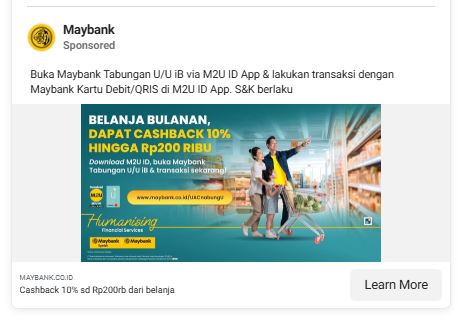 Maybank
Sponsored
Buka Maybank Tabungan U/U iB via M2U ID App & lakukan transaksi dengan
Maybank Kartu Debit/QRIS di M2U ID App. S&K berlaku
BELANJA BULANAN,
DAPAT CASHBACK 10%
HINGGA Rp200 RIBU
Download M2U ID, buka Maybank
Tabungan U/U iB & transaksi sekarang!
M2U
www.maybank.co.id/UACnabungU
Humanising
Financial Services
Maybank
Maybank
MAYBANK.CO.ID
Cashback 10% sd Rp200rb dari belanja
Learn More